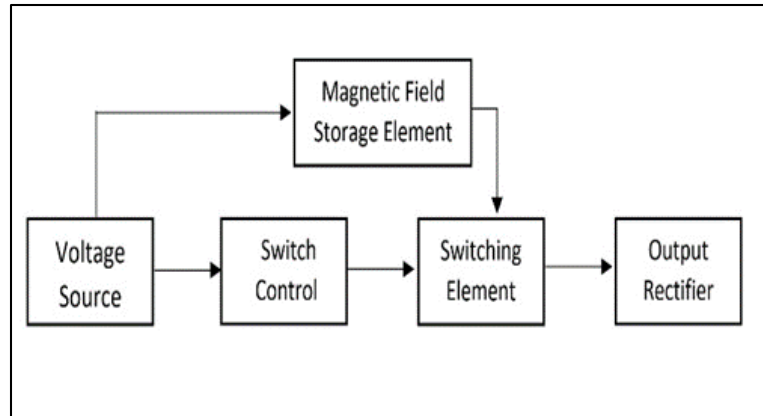 Magnetic Field
Storage Element
Voltage
Source
Switch
Control
Switching
Element
Output
Rectifier